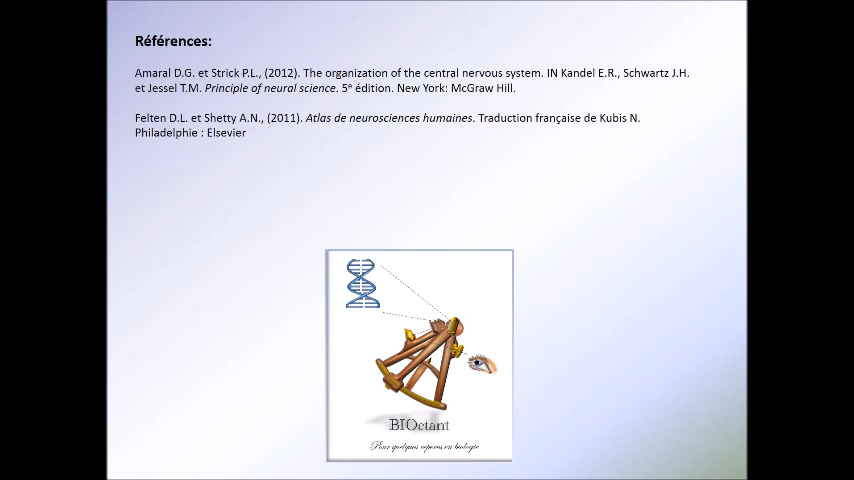 Références:
Amaral D.G. et Strick P.L., (2012). The organization of the central nervous system. IN Kandel E.R., Schwartz J.H.
et Jessel T.M. Principle of neural science. 5e édition. New York: McGraw Hill.
Felten D.L. et Shetty A.N., (2011). Atlas de neurosciences humaines. Traduction française de Kubis N.
Philadelphie : Elsevier
BIOctant
Pour quelques repères en biologie